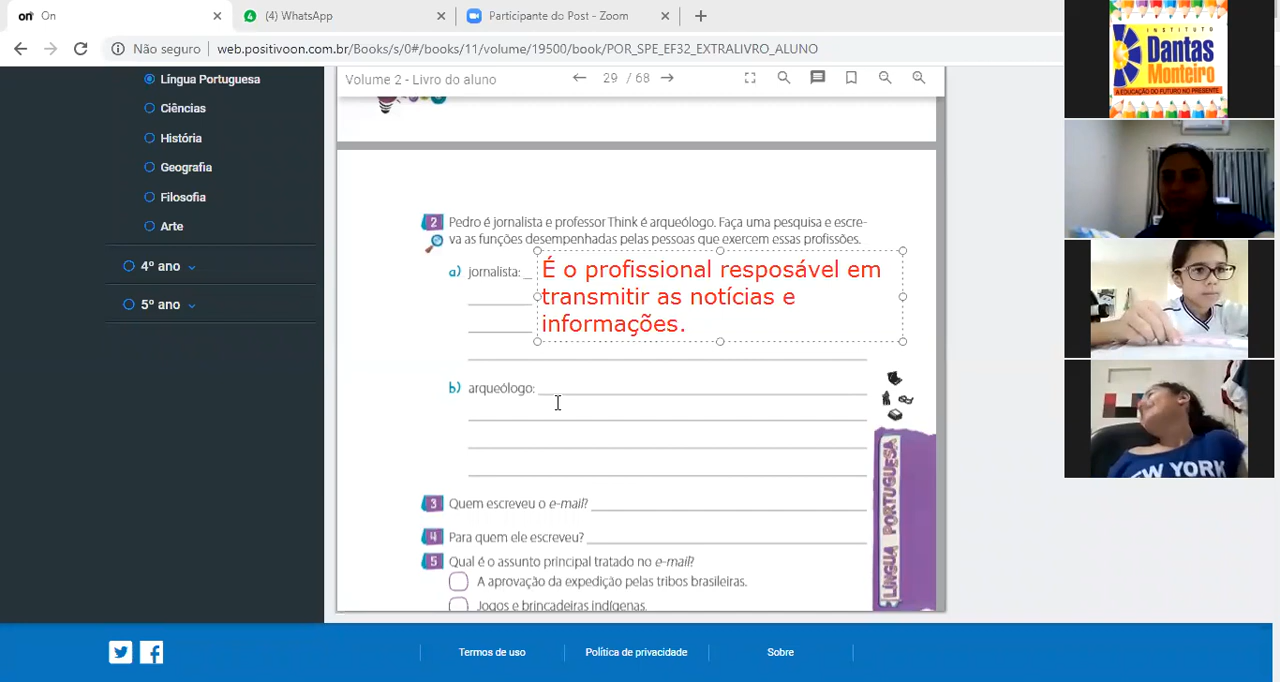 on On
(4) WhatsApp
Participante do Post - Zoom
Não seguro
web.positivoon.com.br/Books/s/0#/books/11/volume/19500/book/POR_SPE_EF32_EXTRALIVRO_ALUNO
Língua Portuguesa
Ciências
História
Geografia
Filosofia
Arte
4º ano
5º ano
Volume 2 - Livro do aluno
29 / 68
2 Pedro é jornalista e professor Think é arqueólogo. Faça uma pesquisa e escre-
va as funções desempenhadas pelas pessoas que exercem essas profissões.
a) jornalista:
É o profissional resposável em
transmitir as notícias e
informações.
b) arqueólogo:
3 Quem escreveu o e-mail?
4 Para quem ele escreveu?
5 Qual é o assunto principal tratado no e-mail?
A aprovação da expedição pelas tribos brasileiras.
Jogos e brincadeiras indígenas.
LÍNGUA PORTUGUESA
Termos de uso
Política de privacidade
Sobre
INSTITUTO
Dantas
Monteiro
A EDUCAÇÃO DO FUTURO NO PRESENTE
NEW YORK